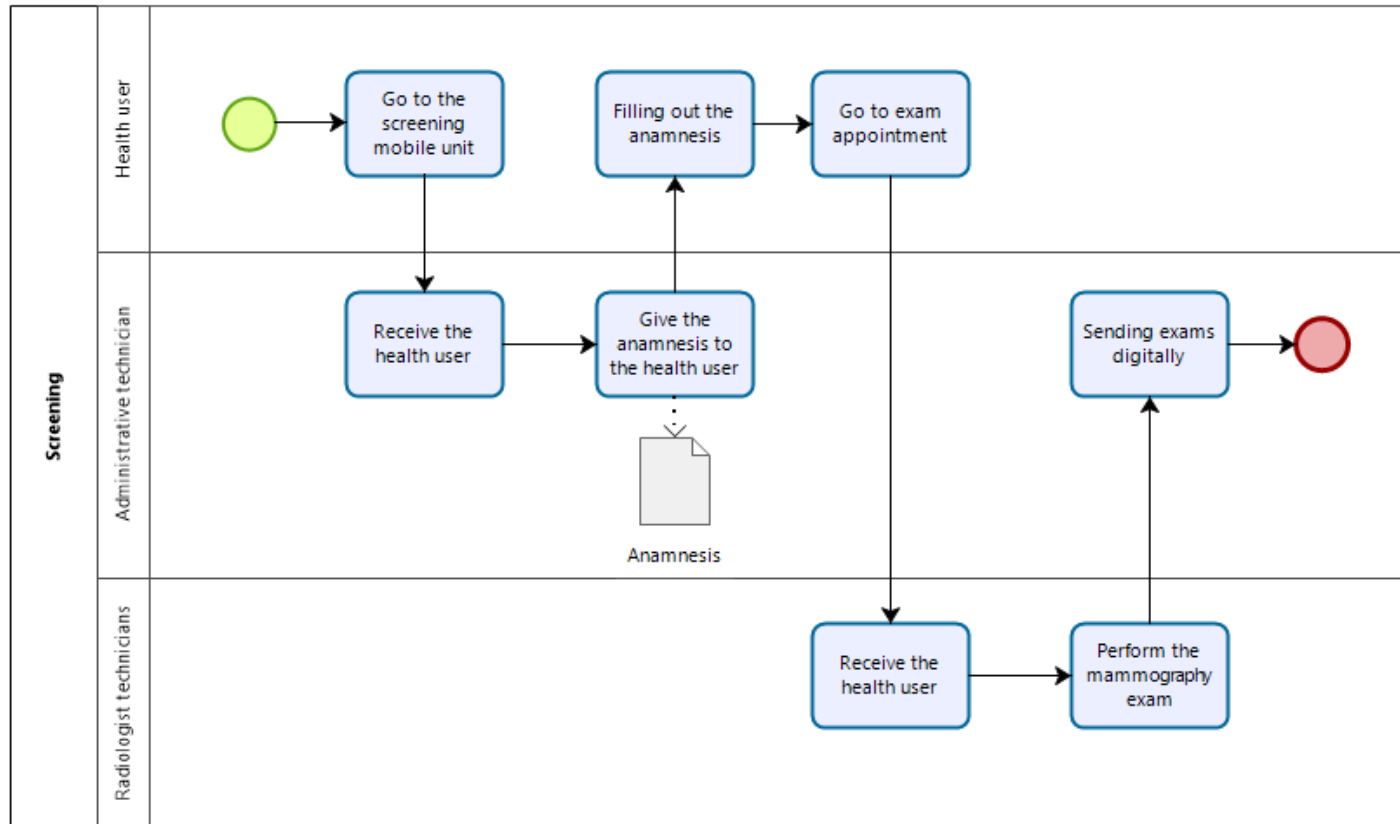 Screening
Health user
Go to the
screening
mobile unit
Filling out the
anamnesis
Go to exam
appointment
Administrative technician
Receive the
health user
Give the
anamnesis to
the health user
Sending exams
digitally
Anamnesis
Radiologist technicians
Receive the
health user
Perform the
mammography
exam